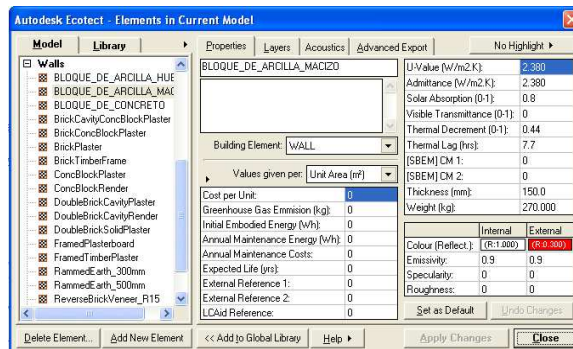 Autodesk Ecotect - Elements in Current Model
Model
Library
Walls
BLOQUE_DE_ARCILLA_HUE
BLOQUE_DE_ARCILLA_MAC
BLOQUE_DE_CONCRETO
BrickCavityConcBlockPlaster
BrickConcBlockPlaster
BrickPlaster
BrickTimberFrame
ConcBlockPlaster
ConcBlockRender
DoubleBrickCavityPlaster
DoubleBrickCavityRender
DoubleBrickSolidPlaster
FramedPlasterboard
FramedTimberPlaster
RammedEarth_300mm
RammedEarth_500mm
ReverseBrickVeneer_R15
Delete Element...
Add New Element
Properties
Layers
Acoustics
Advanced Export
No Highlight
BLOQUE_DE_ARCILLA_MACIZO
Building Element: WALL
Values given per: Unit Area (m²)
Cost per Unit: 0
Greenhouse Gas Emmision (kg): 0
Initial Embodied Energy (Wh): 0
Annual Maintenance Energy (Wh): 0
Annual Maintenance Costs: 0
Expected Life (yrs): 0
External Reference 1: 0
External Reference 2: 0
LCAid Reference: 0
<< Add to Global Library
Help
U-Value (W/m2.K): 2.380
Admittance (W/m2.K): 2.380
Solar Absorption (0-1): 0.8
Visible Transmittance (0-1): 0
Thermal Decrement (0-1): 0.44
Thermal Lag (hrs): 7.7
[SBEM] CM 1: 0
[SBEM] CM 2: 0
Thickness (mm): 150.0
Weight (kg): 270.000
Internal External
Colour (Reflect.): (R:1.000) (R:0.300)
Emissivity: 0.9 0.9
Specularity: 0 0
Roughness: 0 0
Set as Default
Undo Changes
Apply Changes
Close